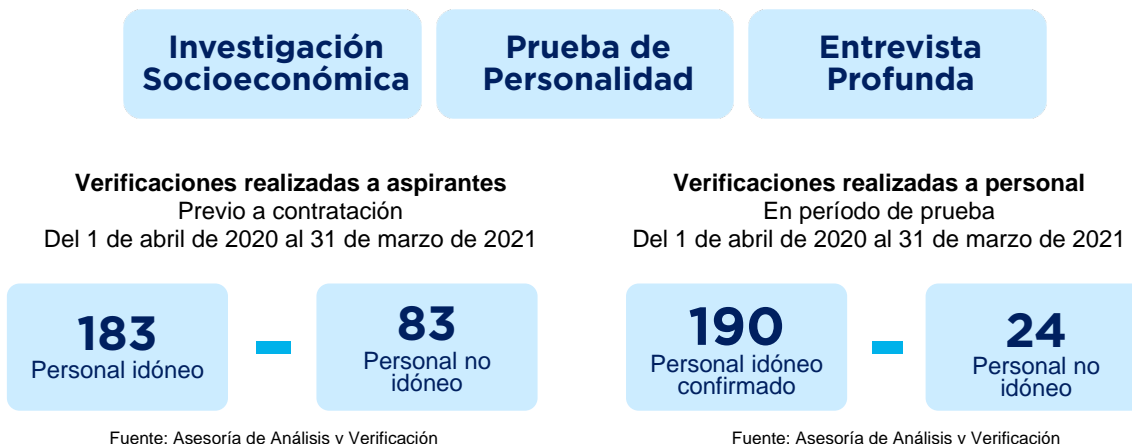 Investigación
Socioeconómica
Prueba de
Personalidad
Entrevista
Profunda
Verificaciones realizadas a aspirantes
Previo a contratación
Del 1 de abril de 2020 al 31 de marzo de 2021
183
Personal idóneo
83
Personal no
idóneo
Fuente: Asesoría de Análisis y Verificación
Verificaciones realizadas a personal
En período de prueba
Del 1 de abril de 2020 al 31 de marzo de 2021
190
Personal idóneo
confirmado
24
Personal no
idóneo
Fuente: Asesoría de Análisis y Verificación